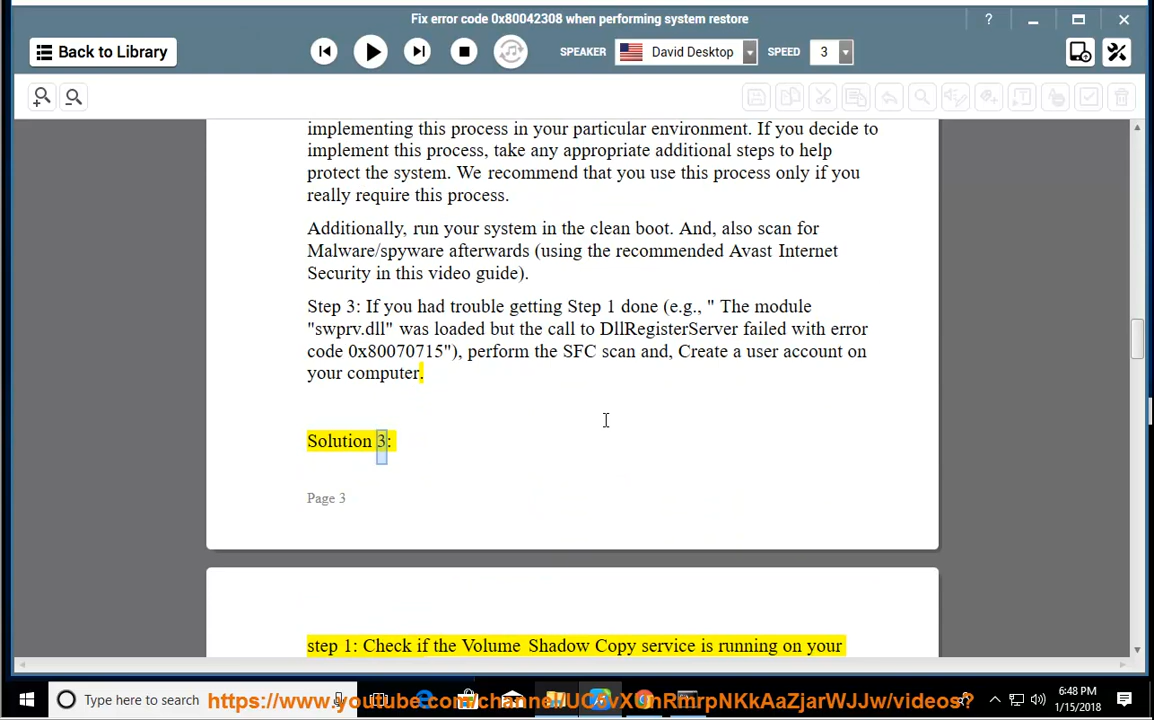 Fix error code 0x80042308 when performing system restore
Back to Library
SPEAKER
David Desktop
SPEED
3
implementing this process in your particular environment. If you decide to
implement this process, take any appropriate additional steps to help
protect the system. We recommend that you use this process only if you
really require this process.
Additionally, run your system in the clean boot. And, also scan for
Malware/spyware afterwards (using the recommended Avast Internet
Security in this video guide).
Step 3: If you had trouble getting Step 1 done (e.g., " The module
"swprv.dll" was loaded but the call to DllRegisterServer failed with error
code 0x80070715"), perform the SFC scan and, Create a user account on
your computer.
Solution 3:
Page 3
step 1: Check if the Volume Shadow Copy service is running on your
Type here to search
6:48 PM
1/15/2018